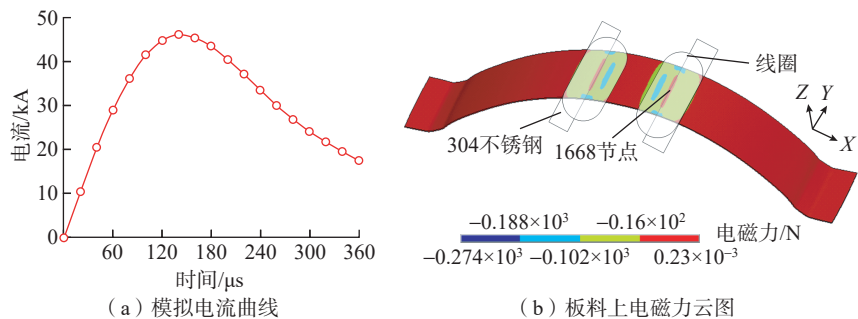 50
40
30
20
10
0
电流/kA
60 120 180 240 300 360
时间/μs
(a)模拟电流曲线
线圈
304不锈钢
1668节点
Z Y X
−0.188×10³ −0.16×10²
电磁力/N
−0.274×10³ −0.102×10³ 0.23×10⁻³
(b)板料上电磁力云图